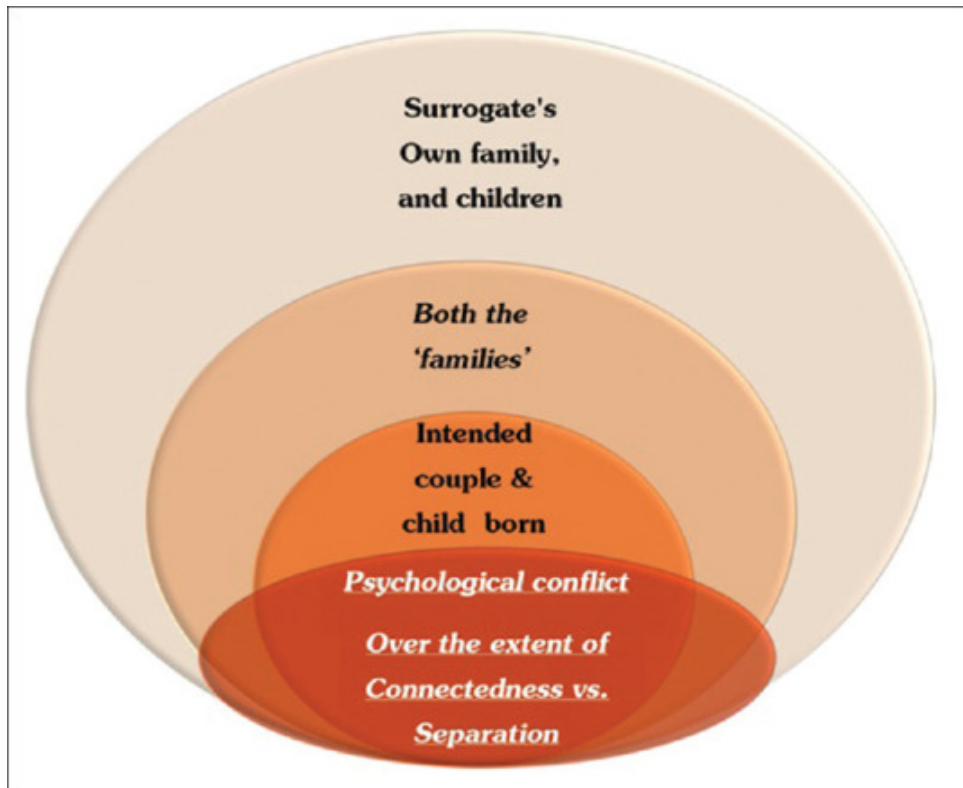 Surrogate's
Own family,
and children
Both the
‘families’
Intended
couple &
child born
Psychological conflict
Over the extent of
Connectedness vs.
Separation